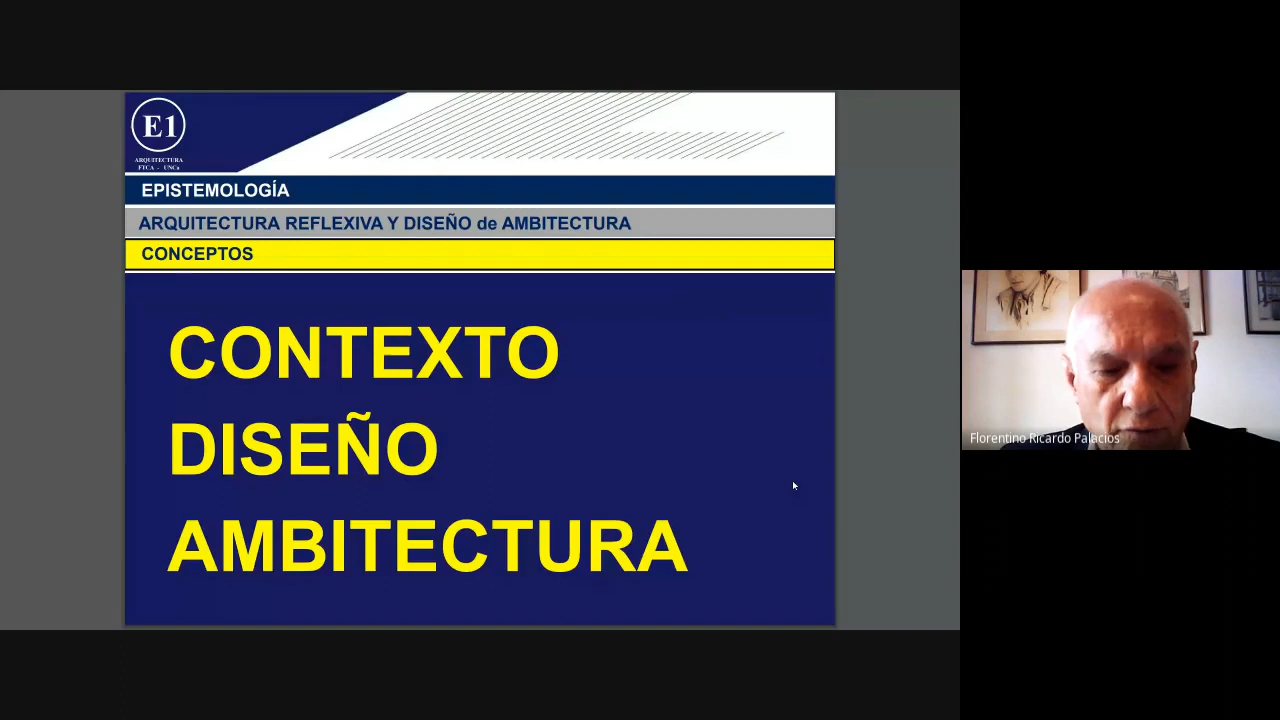 E1
ARQUITECTURA
FTCA - UNCa
EPISTEMOLOGÍA
ARQUITECTURA REFLEXIVA Y DISEÑO de AMBITECTURA
CONCEPTOS
CONTEXTO
DISEÑO
AMBITECTURA
Florentino Ricardo Palacios